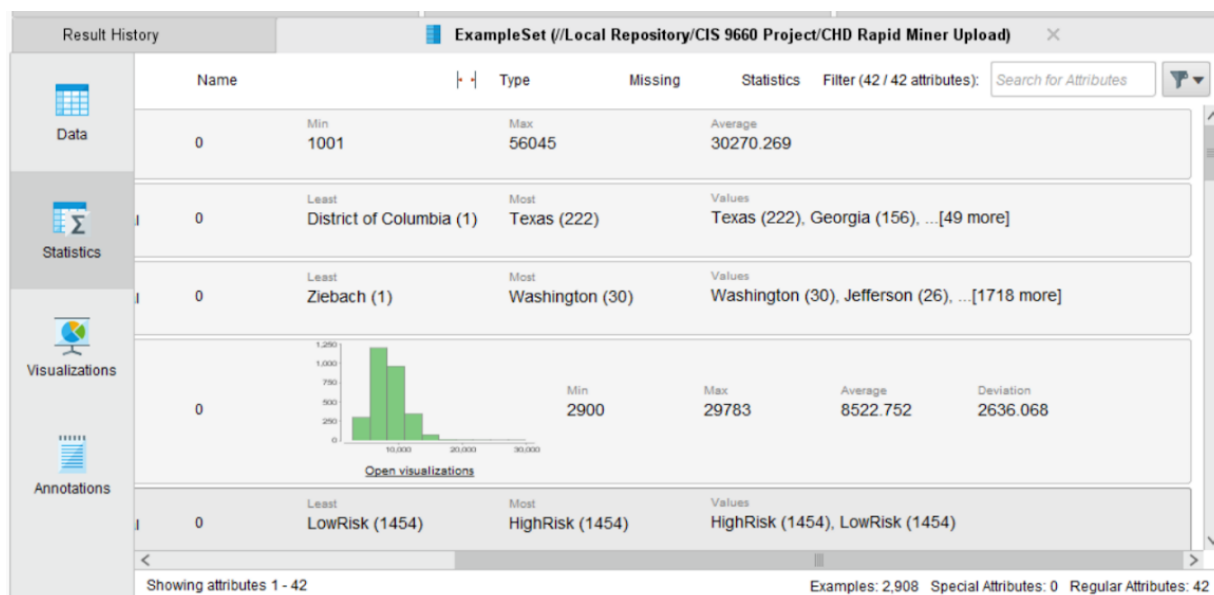 Result History
ExampleSet (//Local Repository/CIS 9660 Project/CHD Rapid Miner Upload)
Name Type Missing Statistics Filter (42 / 42 attributes): Search for Attributes
Data
Statistics
Visualizations
Annotations
0
Min
1001
Max
56045
Average
30270.269
0
Least
District of Columbia (1)
Most
Texas (222)
Values
Texas (222), Georgia (156), ...[49 more]
0
Least
Ziebach (1)
Most
Washington (30)
Values
Washington (30), Jefferson (26), ...[1718 more]
0
1,250
1,000
750
500
250
0
10,000 20,000 30,000
Open visualizations
Min
2900
Max
29783
Average
8522.752
Deviation
2636.068
0
Least
LowRisk (1454)
Most
HighRisk (1454)
Values
HighRisk (1454), LowRisk (1454)
Showing attributes 1 - 42
Examples: 2,908 Special Attributes: 0 Regular Attributes: 42